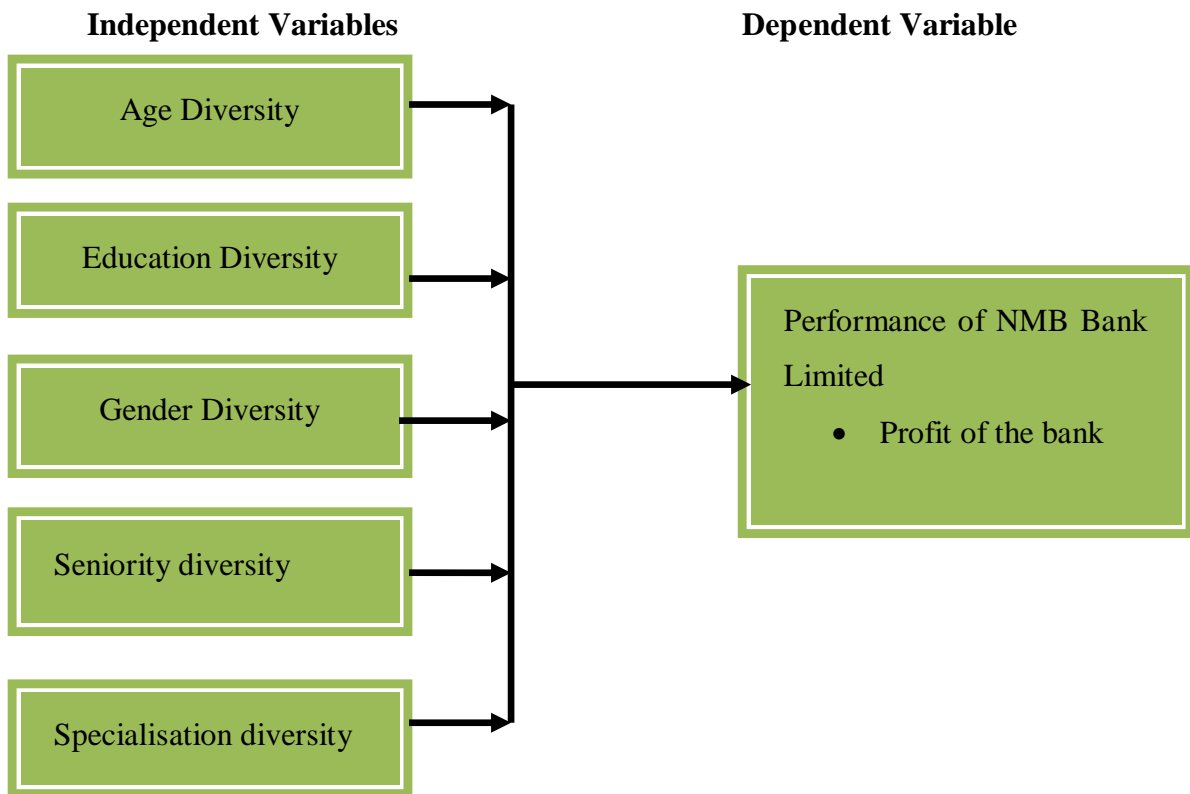 Independent Variables
Dependent Variable
Age Diversity
Education Diversity
Gender Diversity
Seniority diversity
Specialisation diversity
Performance of NMB Bank
Limited
• Profit of the bank